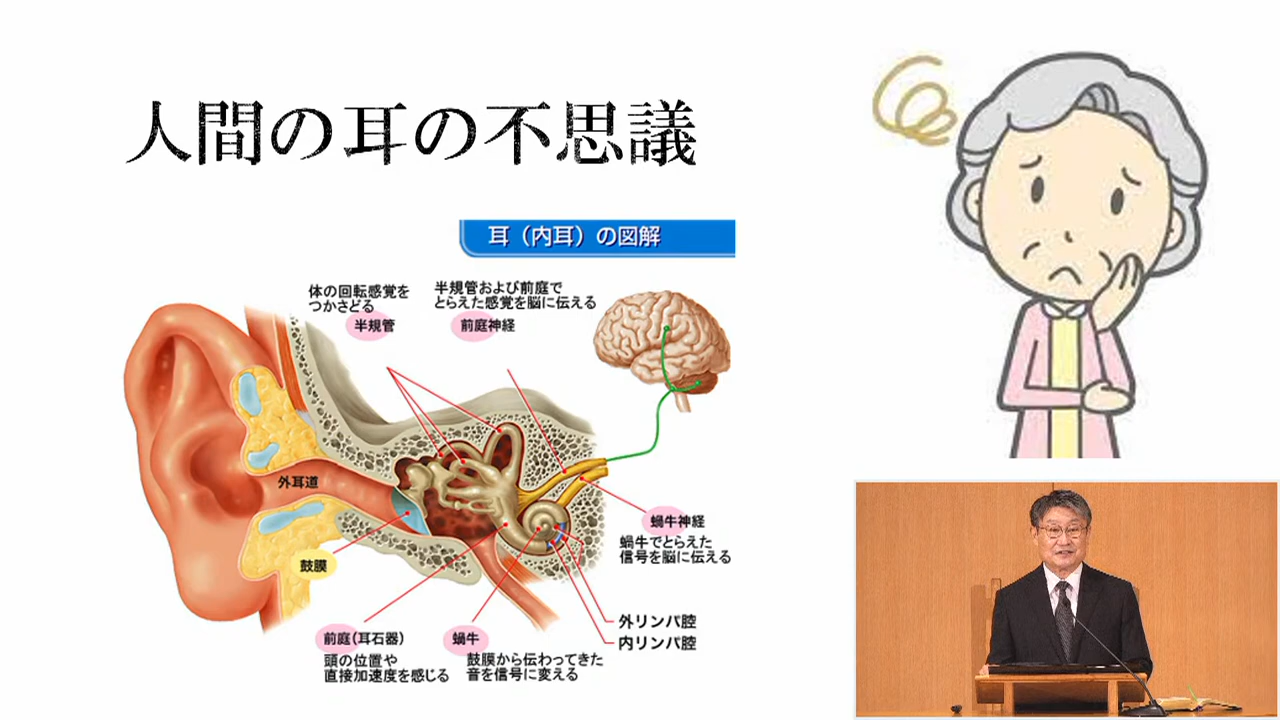 人間の耳の不思議
耳（内耳）の図解
体の回転感覚を
つかさどる
半規管
半規管および前庭で
とらえた感覚を脳に伝える
前庭神経
外耳道
鼓膜
蝸牛神経
蝸牛でとらえた
信号を脳に伝える
外リンパ腔
内リンパ腔
前庭(耳石器)
頭の位置や
直接加速度を感じる
蝸牛
鼓膜から伝わってきた
音を信号に変える